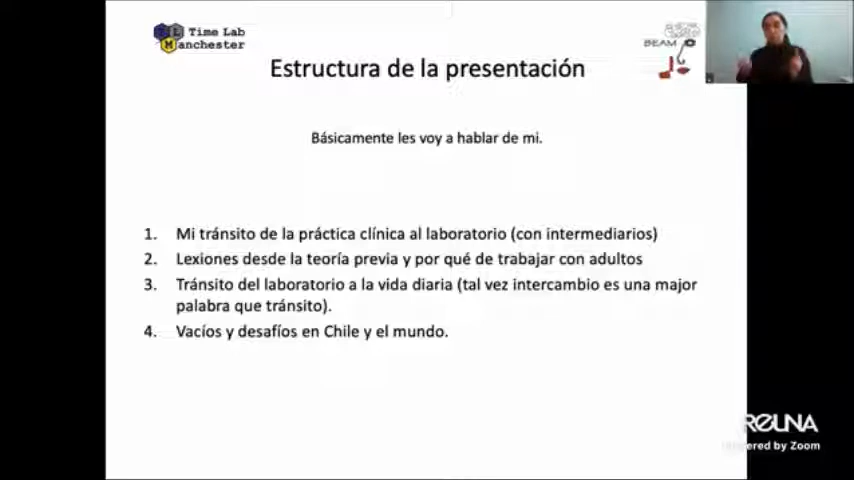 Time Lab
Manchester
BEAM
Estructura de la presentación
Básicamente les voy a hablar de mi.
1. Mi tránsito de la práctica clínica al laboratorio (con intermediarios)
2. Lexiones desde la teoría previa y por qué de trabajar con adultos
3. Tránsito del laboratorio a la vida diaria (tal vez intercambio es una major
palabra que tránsito).
4. Vacíos y desafíos en Chile y el mundo.
REUNA
Powered by Zoom